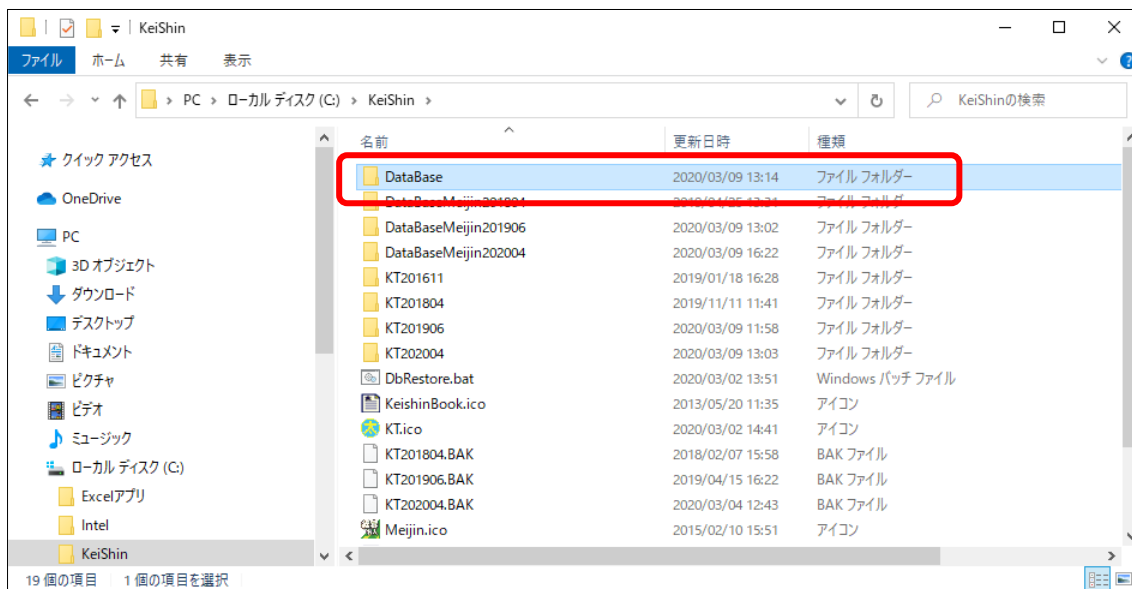 KeiShin
ファイル ホーム 共有 表示
PC › ローカル ディスク (C:) › KeiShin › KeiShinの検索
クイック アクセス
OneDrive
PC
3D オブジェクト
ダウンロード
デスクトップ
ドキュメント
ピクチャ
ビデオ
ミュージック
ローカル ディスク (C:)
Excelアプリ
Intel
KeiShin
名前 更新日時 種類
DataBase 2020/03/09 13:14 ファイル フォルダー
DataBaseMeijin201804 ファイル フォルダー
DataBaseMeijin201906 2020/03/09 13:02 ファイル フォルダー
DataBaseMeijin202004 2020/03/09 16:22 ファイル フォルダー
KT201611 2019/01/18 16:28 ファイル フォルダー
KT201804 2019/11/11 11:41 ファイル フォルダー
KT201906 2020/03/09 11:58 ファイル フォルダー
KT202004 2020/03/09 13:03 ファイル フォルダー
DbRestore.bat 2020/03/02 13:51 Windows バッチ ファイル
KeishinBook.ico 2013/05/20 11:35 アイコン
KT.ico 2020/03/02 14:41 アイコン
KT201804.BAK 2018/02/07 15:58 BAK ファイル
KT201906.BAK 2019/04/15 16:22 BAK ファイル
KT202004.BAK 2020/03/04 12:43 BAK ファイル
Meijin.ico 2015/02/10 15:51 アイコン
19 個の項目 1 個の項目を選択